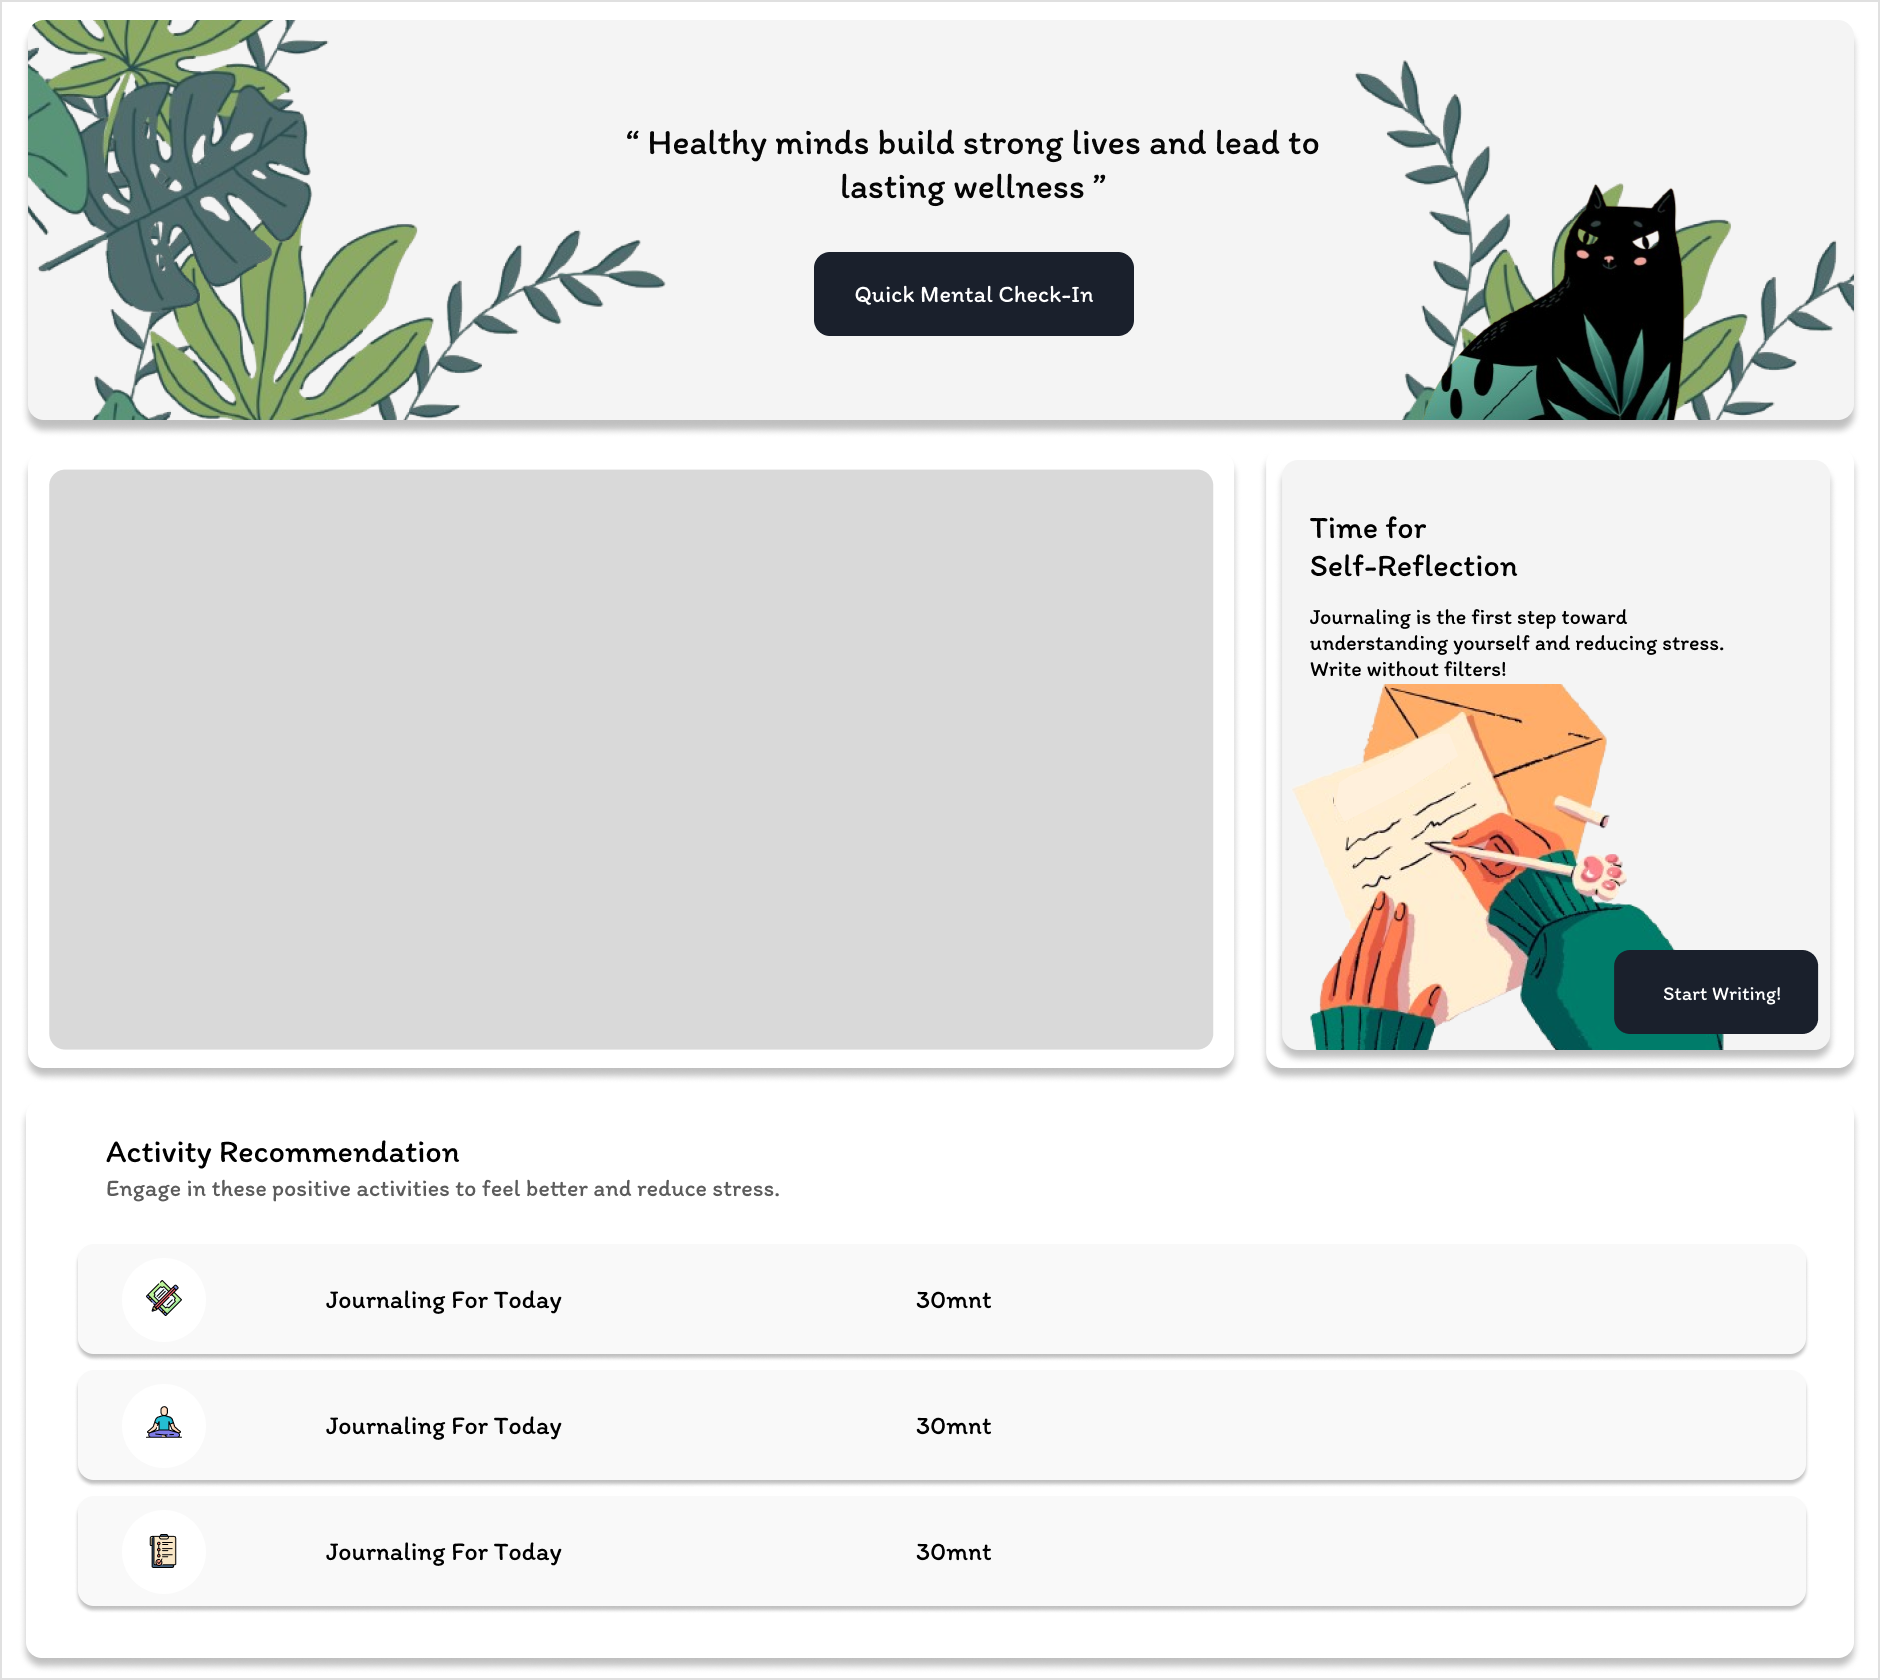 “ Healthy minds build strong lives and lead to
lasting wellness ”
Quick Mental Check-In
Time for
Self-Reflection
Journaling is the first step toward
understanding yourself and reducing stress.
Write without filters!
Start Writing!
Activity Recommendation
Engage in these positive activities to feel better and reduce stress.
Journaling For Today 30mnt
Journaling For Today 30mnt
Journaling For Today 30mnt